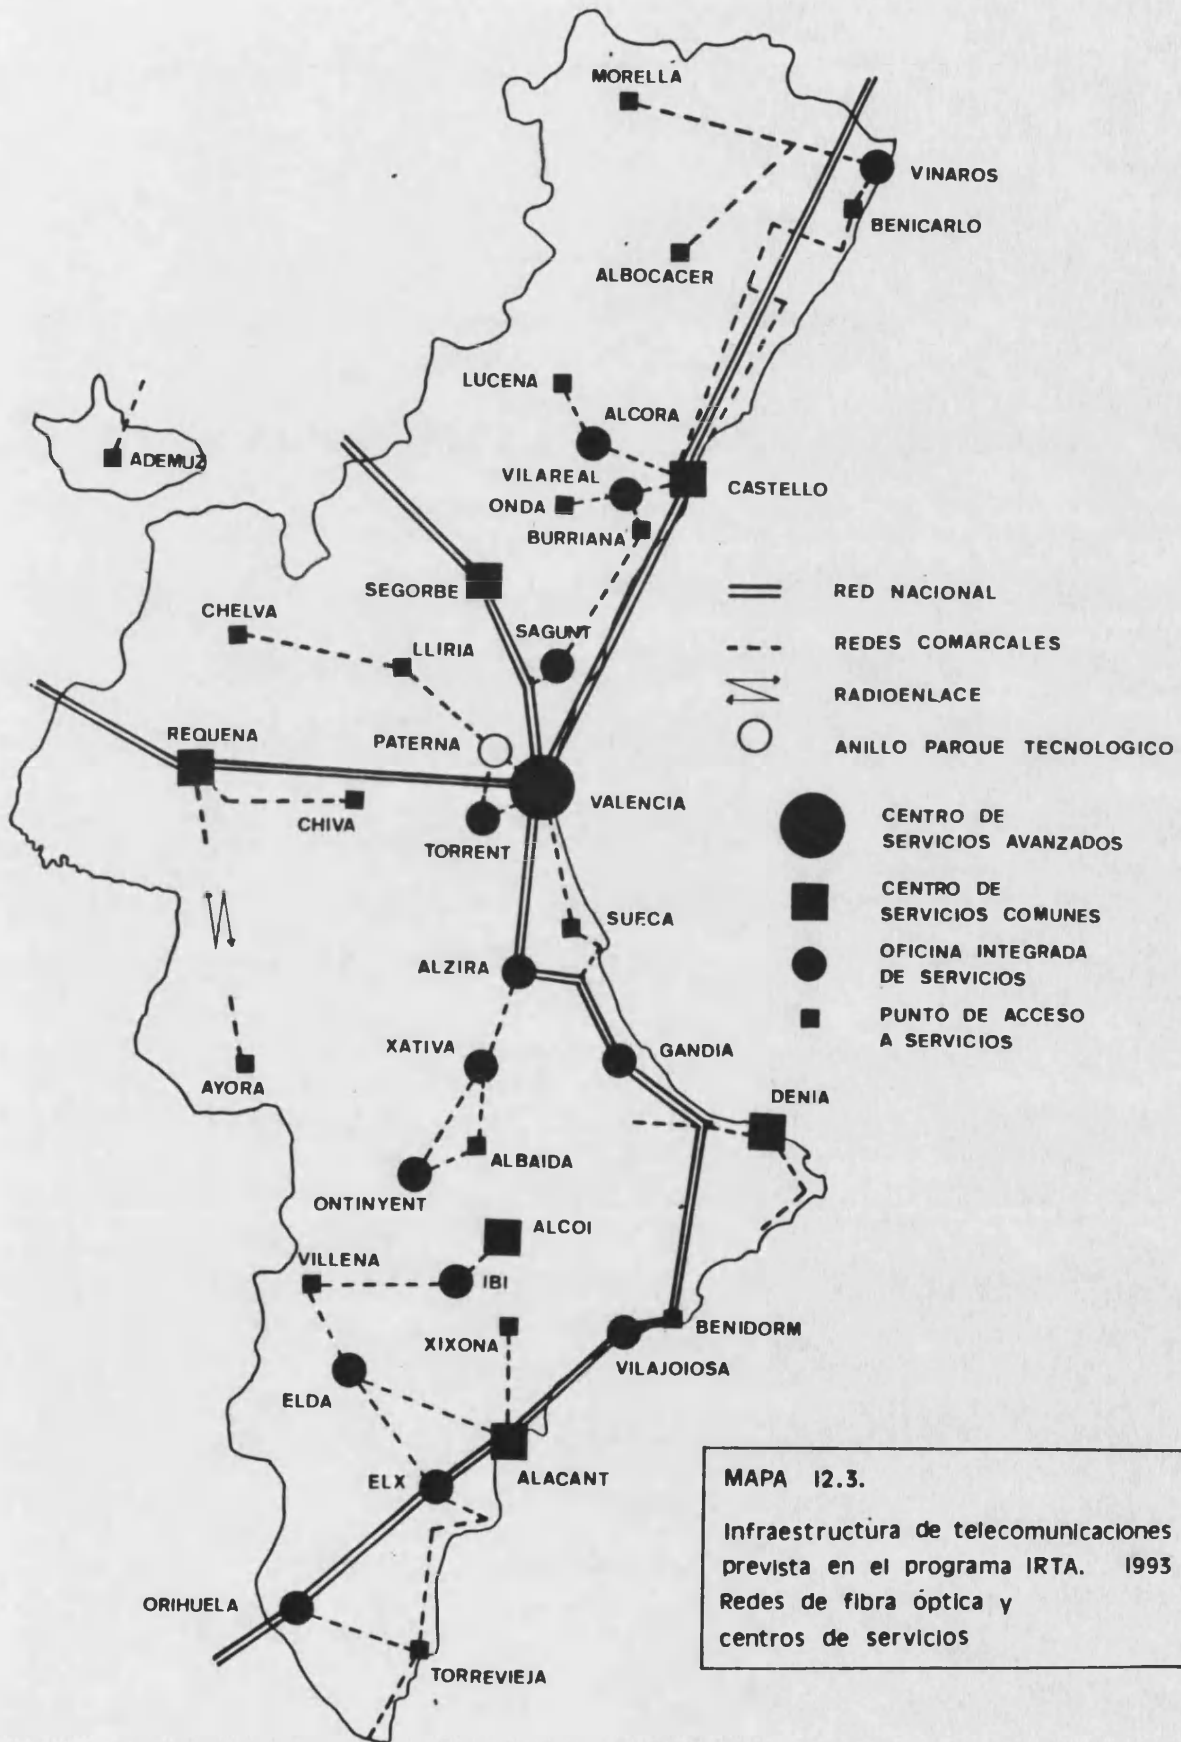 MORELLA
VINAROS
BENICARLO
ALBOCACER
LUCENA
ALCORA
ADEMUZ
VILAREAL
CASTELLO
ONDA
BURRIANA
SEGORBE
RED NACIONAL
CHELVA
SAGUNT
LLIRIA
REDES COMARCALES
RADIOENLACE
REQUENA
PATERNA
ANILLO PARQUE TECNOLOGICO
VALENCIA
CHIVA
TORRENT
CENTRO DE
SERVICIOS AVANZADOS
CENTRO DE
SERVICIOS COMUNES
SUECA
ALZIRA
OFICINA INTEGRADA
DE SERVICIOS
PUNTO DE ACCESO
A SERVICIOS
XATIVA
GANDIA
AYORA
DENIA
ALBAIDA
ONTINYENT
ALCOI
VILLENA
IBI
XIXONA
BENIDORM
VILAJOIOSA
ELDA
ELX
ALACANT
MAPA 12.3.
Infraestructura de telecomunicaciones
prevista en el programa IRTA. 1993
Redes de fibra óptica y
centros de servicios
ORIHUELA
TORREVIEJA